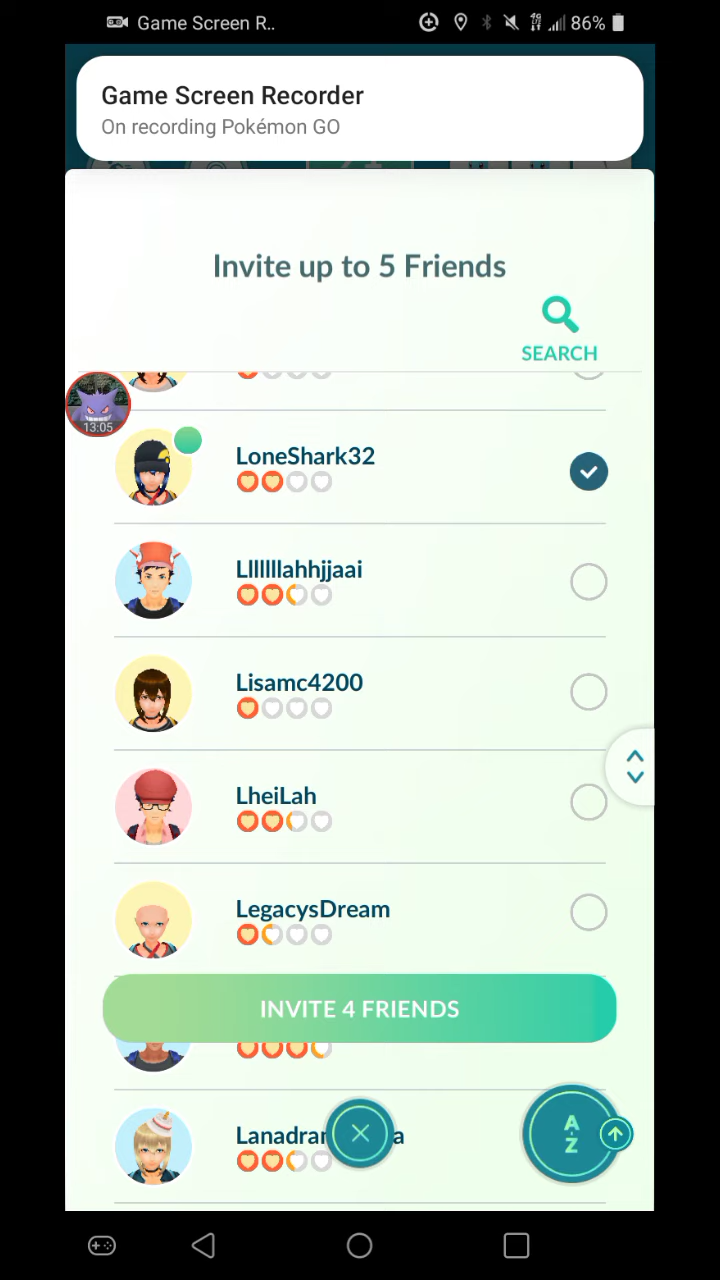 Game Screen R..
86%
Game Screen Recorder
On recording Pokémon GO
Invite up to 5 Friends
SEARCH
13:05
LoneShark32
Lisamc4200
LheiLah
LegacysDream
INVITE 4 FRIENDS
A
Z